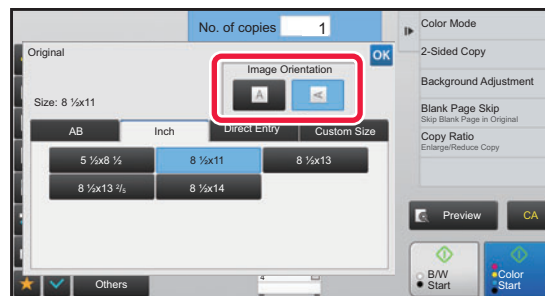 No. of copies 1
Original
OK
Image Orientation
A A
Size: 8 ½x11
AB Inch Direct Entry Custom Size
5 ½x8 ½ 8 ½x11 8 ½x13
8 ½x13 ²/₅ 8 ½x14
Others
4
Color Mode
2-Sided Copy
Background Adjustment
Blank Page Skip
Skip Blank Page in Original
Copy Ratio
Enlarge/Reduce Copy
Preview CA
B/W
Start
Color
Start